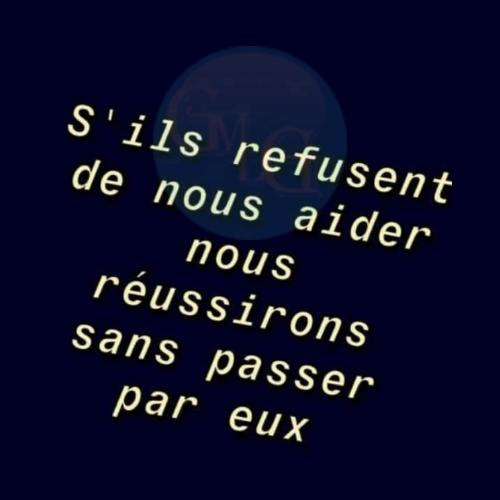 S'ils refusent
de nous aider
nous
réussirons
sans passer
par eux